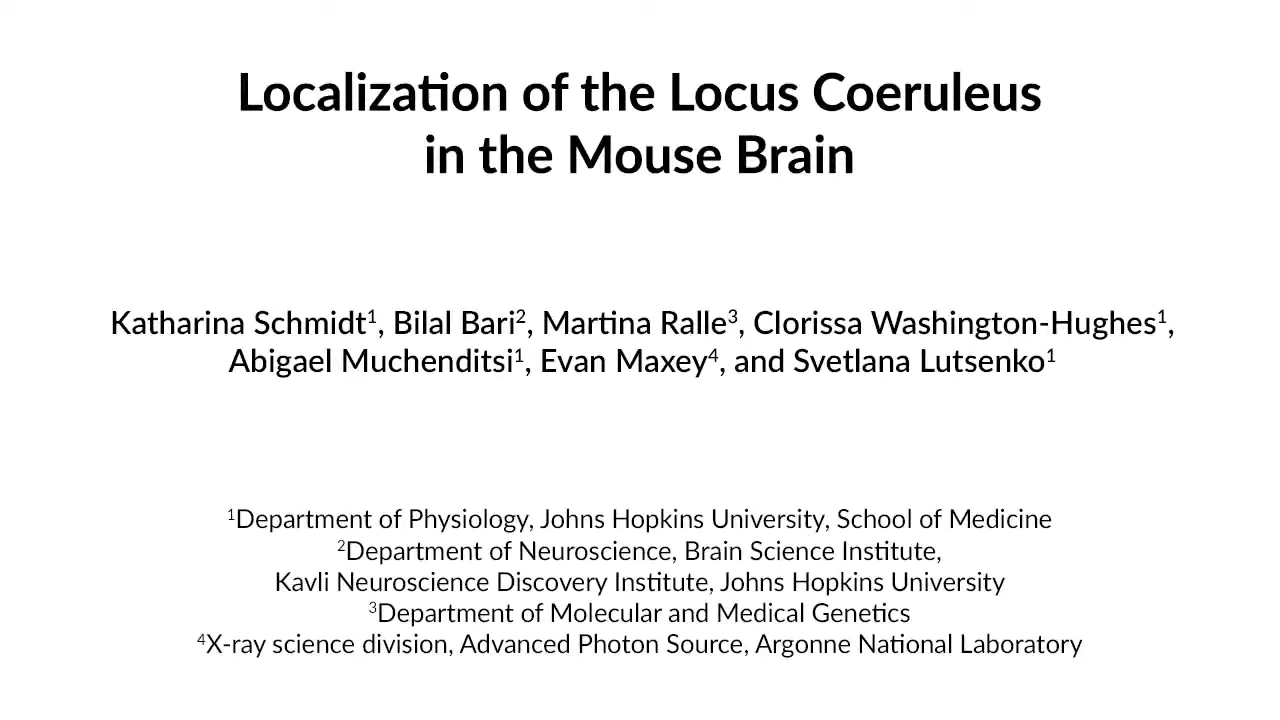 Localization of the Locus Coeruleus
in the Mouse Brain
Katharina Schmidt¹, Bilal Bari², Martina Ralle³, Clorissa Washington-Hughes¹,
Abigael Muchenditsi¹, Evan Maxey⁴, and Svetlana Lutsenko¹
¹Department of Physiology, Johns Hopkins University, School of Medicine
²Department of Neuroscience, Brain Science Institute,
Kavli Neuroscience Discovery Institute, Johns Hopkins University
³Department of Molecular and Medical Genetics
⁴X-ray science division, Advanced Photon Source, Argonne National Laboratory